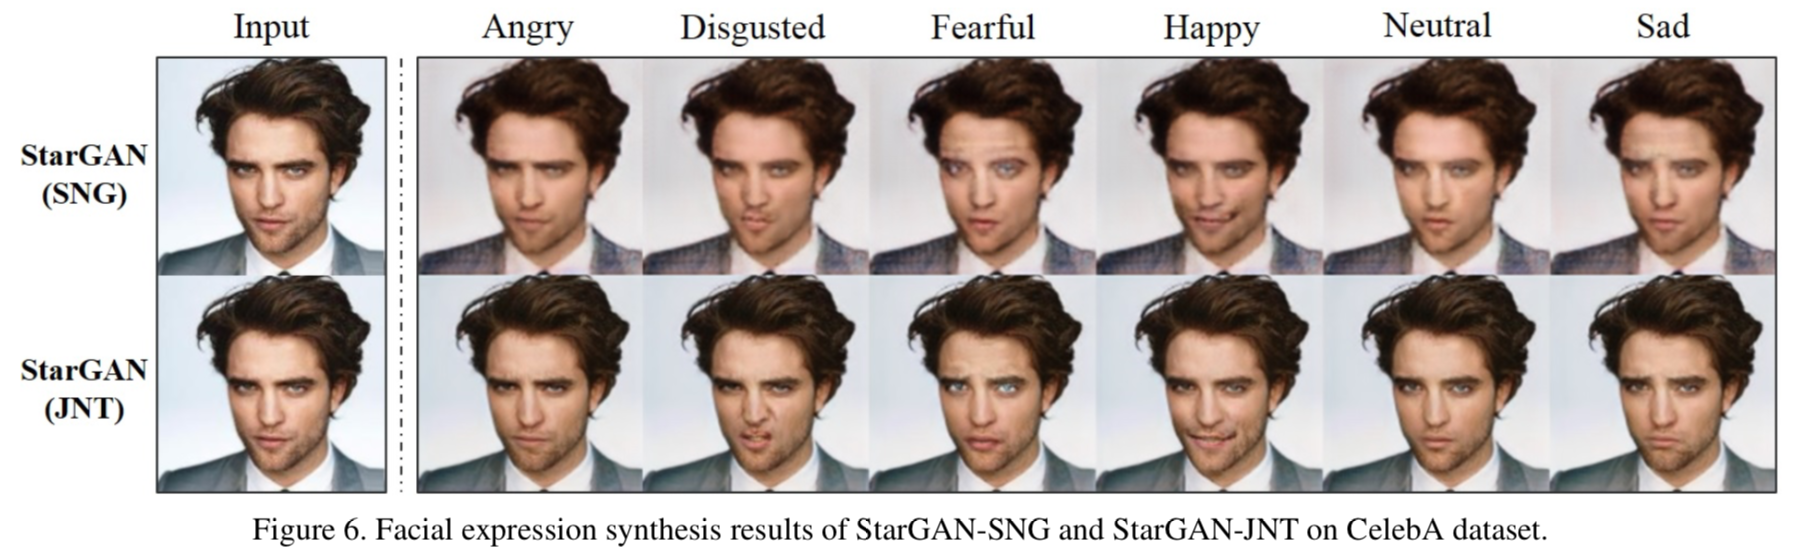 Input Angry Disgusted Fearful Happy Neutral Sad
StarGAN
(SNG)
StarGAN
(JNT)
Figure 6. Facial expression synthesis results of StarGAN-SNG and StarGAN-JNT on CelebA dataset.